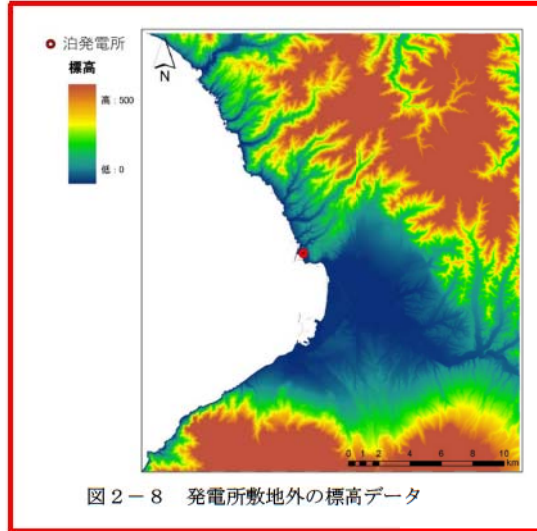 泊発電所
標高
高 : 500
低 : 0
N
0 1 2 4 6 8 10
km
図2-8 発電所敷地外の標高データ